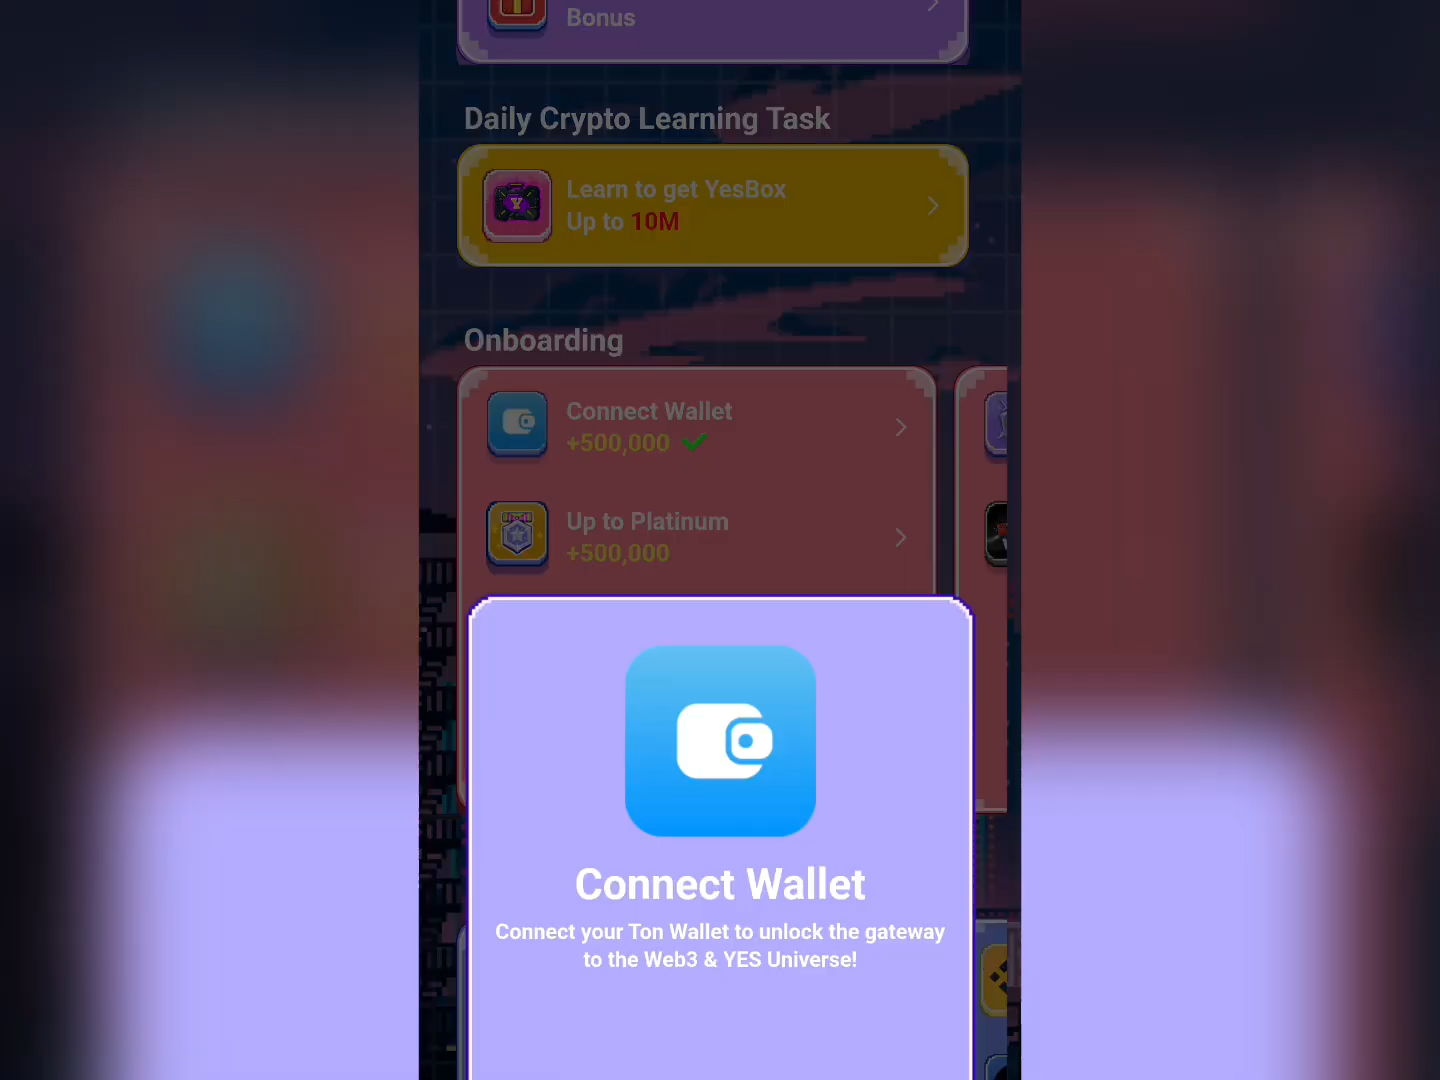 Bonus
Daily Crypto Learning Task
Learn to get YesBox
Up to 10M
Onboarding
Connect Wallet
+500,000
Up to Platinum
+500,000
Connect Wallet
Connect your Ton Wallet to unlock the gateway
to the Web3 & YES Universe!